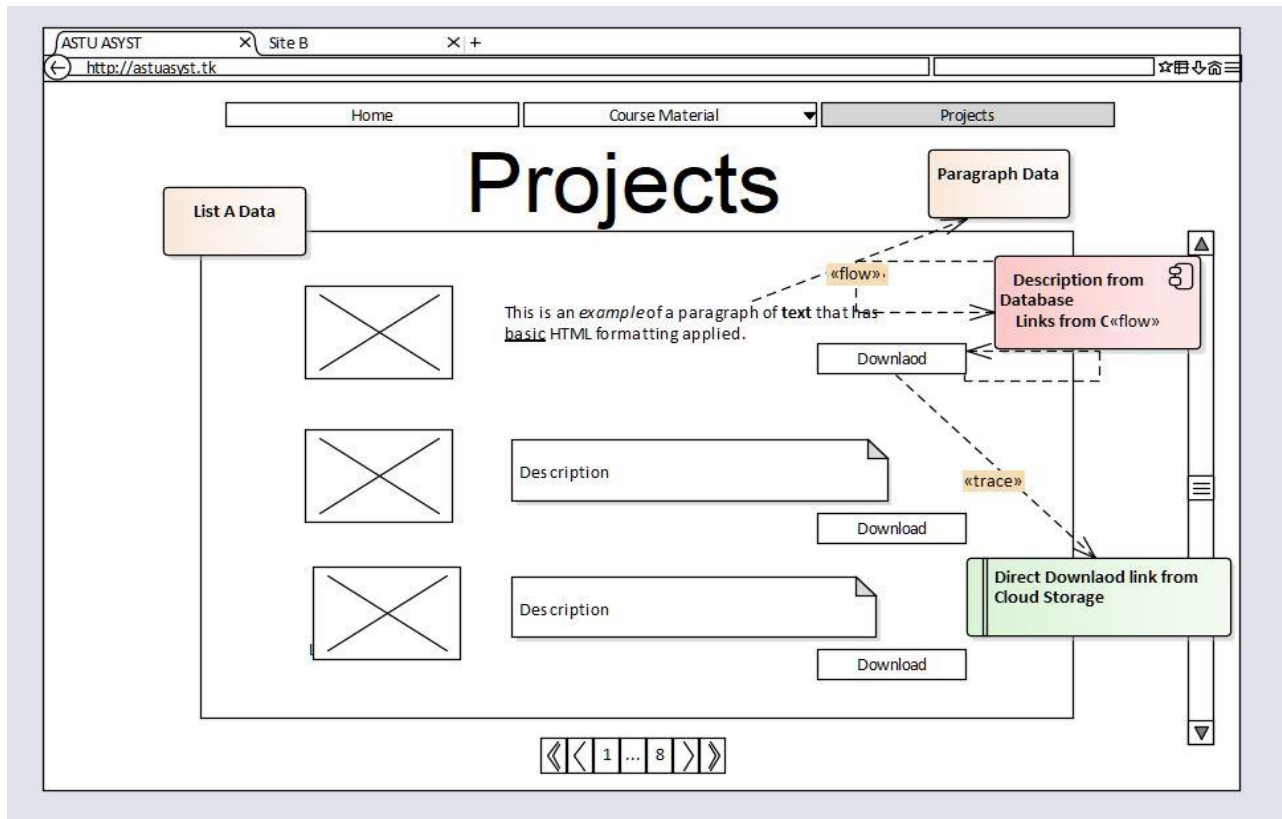 ASTU ASYST
Site B
http://astuasyst.tk
Home
Course Material
Projects
Projects
Paragraph Data
List A Data
«flow»
Description from
Database
Links from C«flow»
This is an example of a paragraph of text that has
basic HTML formatting applied.
Downlaod
Description
«trace»
Download
Direct Downlaod link from
Cloud Storage
Description
Download
1 ... 8